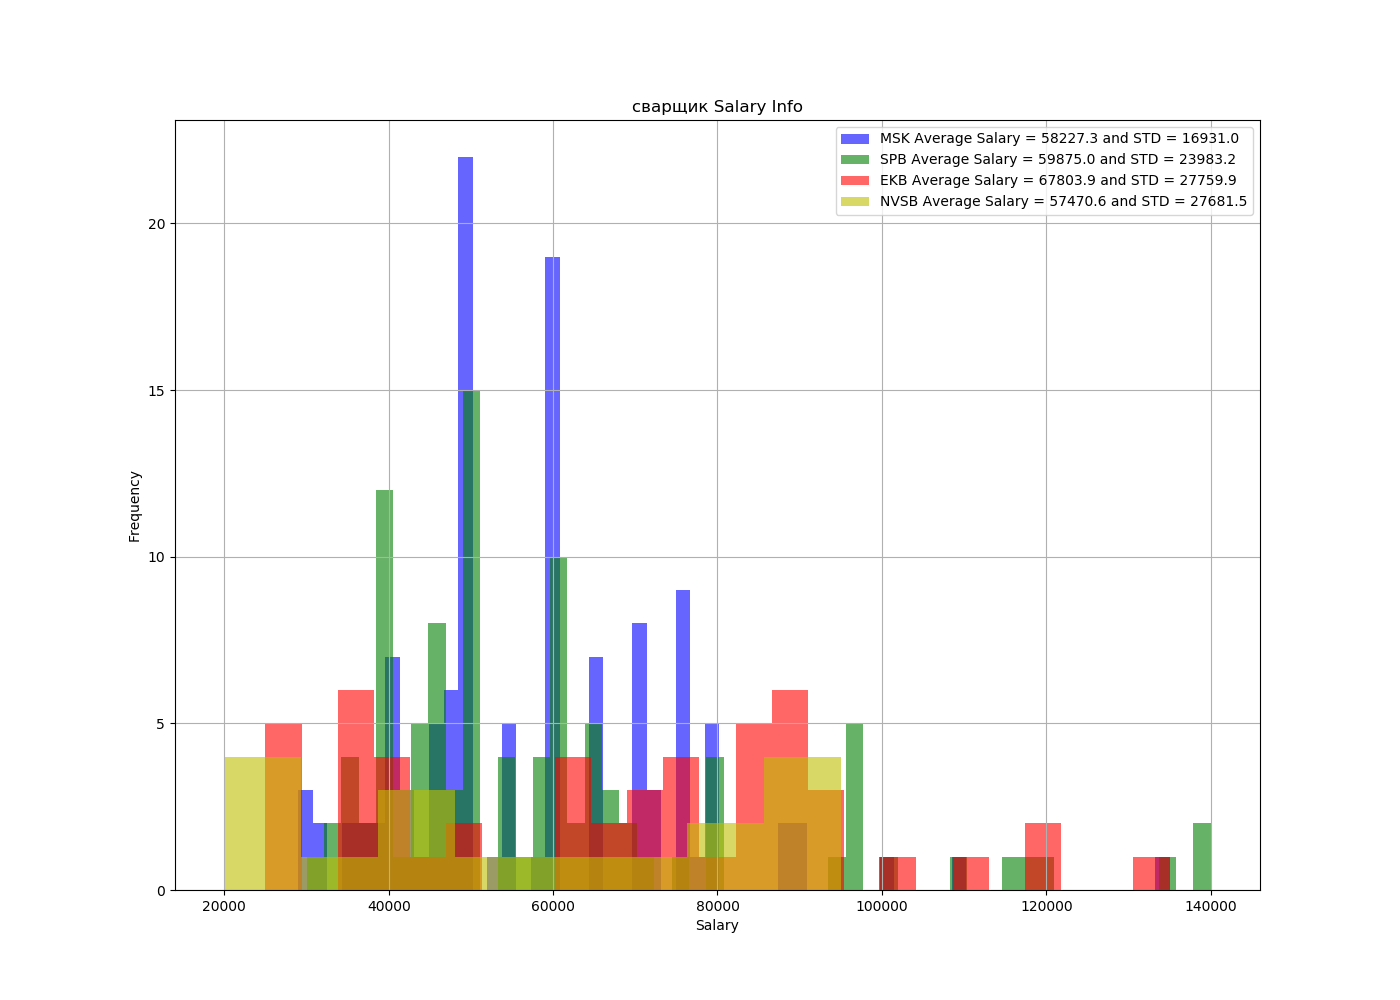 сварщик Salary Info
MSK Average Salary = 58227.3 and STD = 16931.0
SPB Average Salary = 59875.0 and STD = 23983.2
EKB Average Salary = 67803.9 and STD = 27759.9
NVSB Average Salary = 57470.6 and STD = 27681.5
Frequency
20
15
10
5
0
20000 40000 60000 80000 100000 120000 140000
Salary